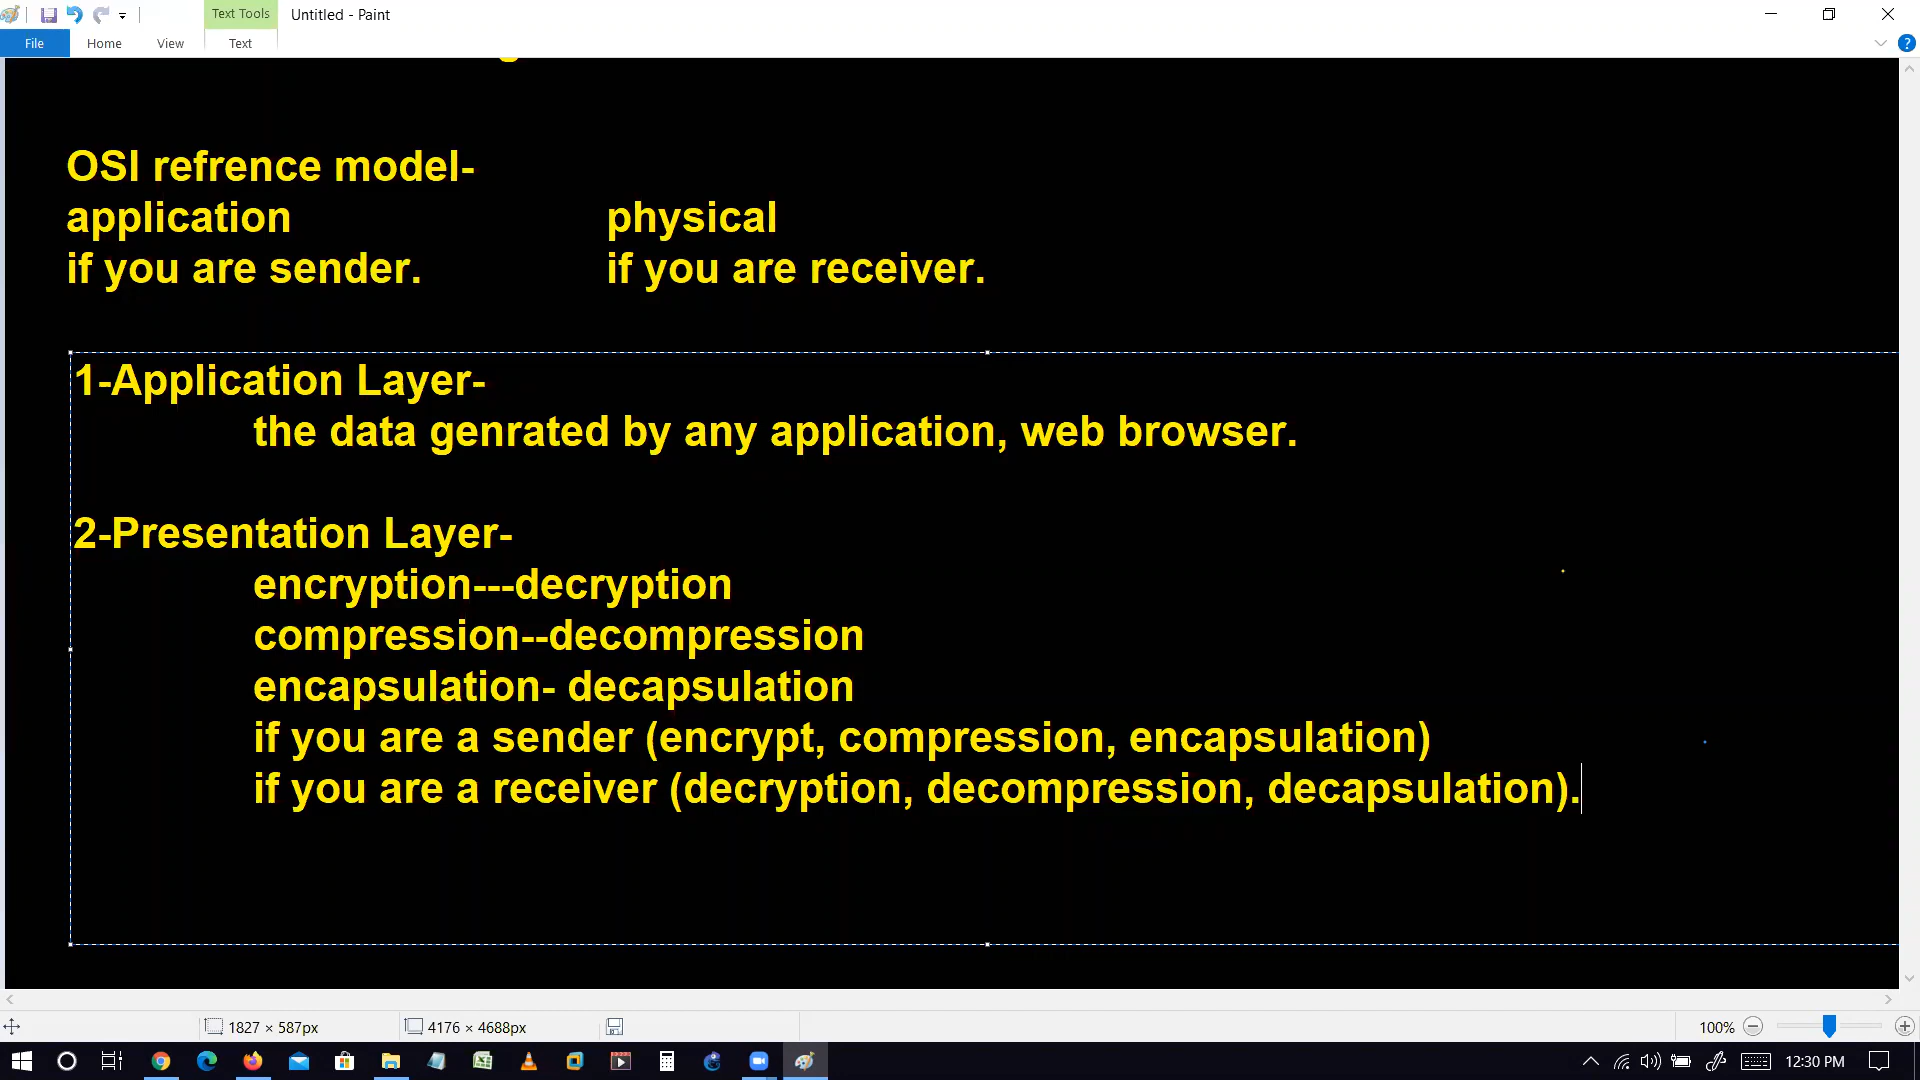 Text Tools
Untitled - Paint
File
Home
View
Text
OSI refrence model-
application physical
if you are sender. if you are receiver.
1-Application Layer-
the data genrated by any application, web browser.
2-Presentation Layer-
encryption---decryption
compression--decompression
encapsulation- decapsulation
if you are a sender (encrypt, compression, encapsulation)
if you are a receiver (decryption, decompression, decapsulation).
1827 × 587px
4176 × 4688px
100%
12:30 PM